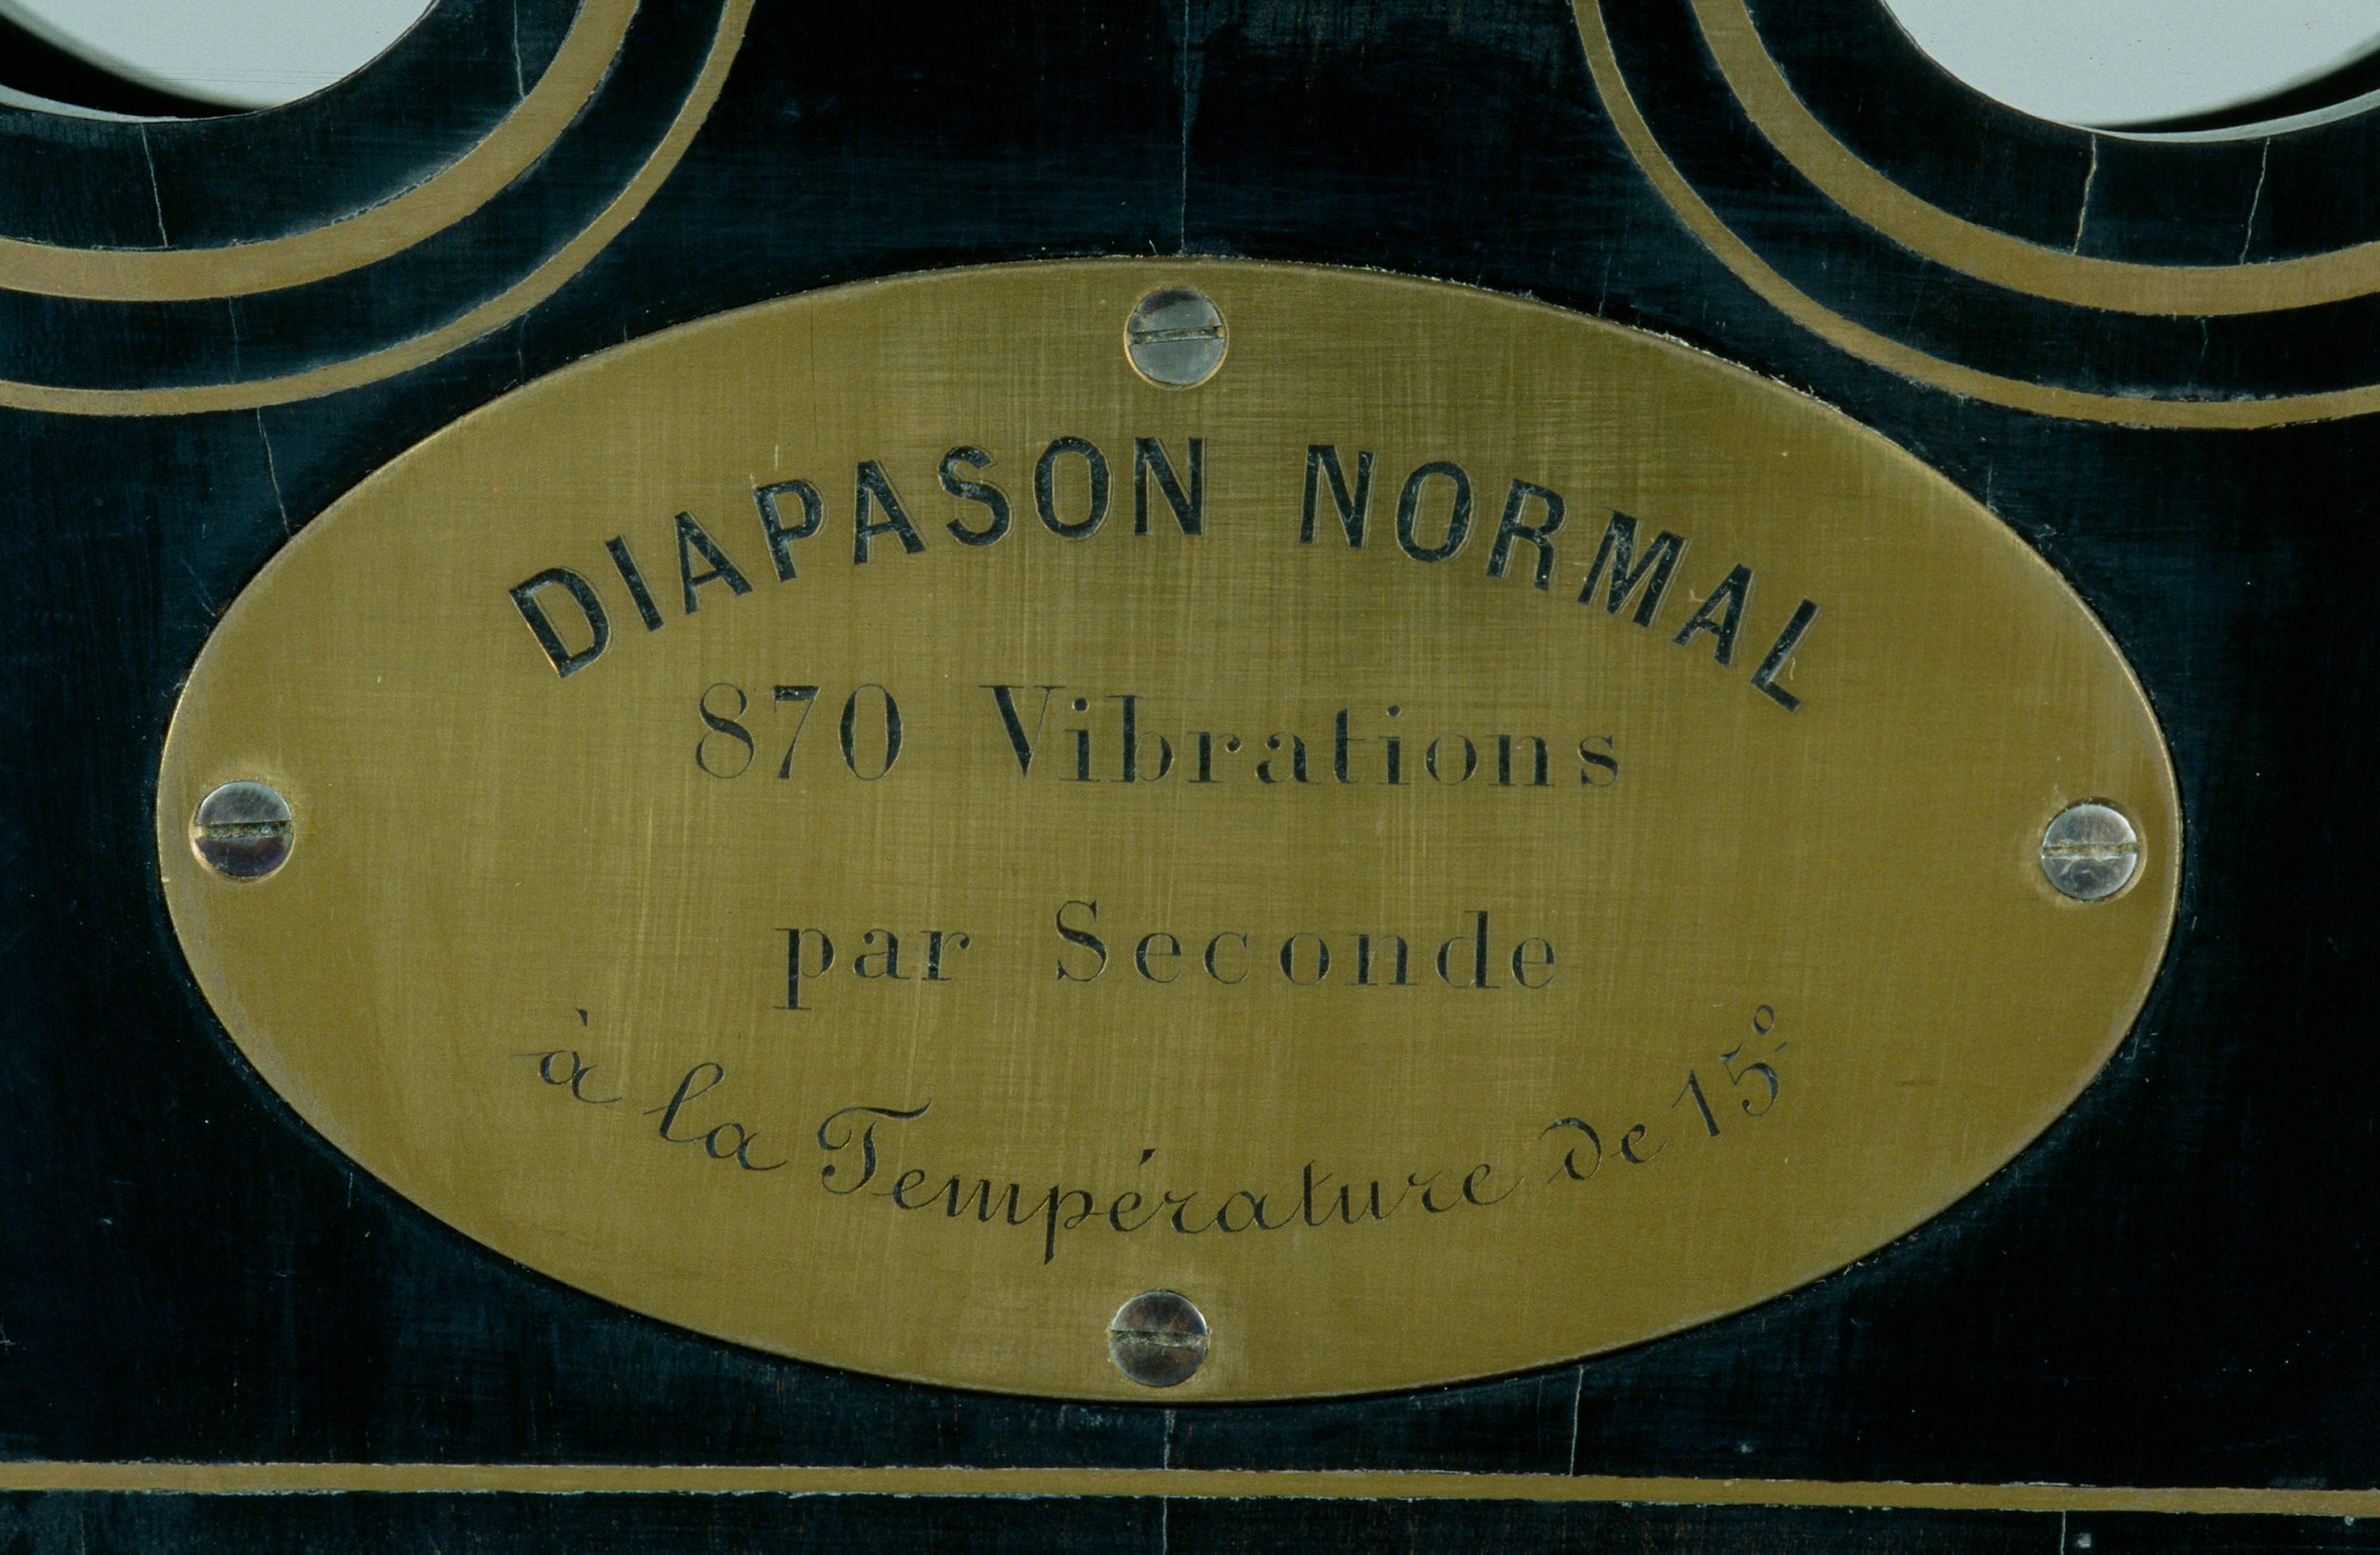 DIAPASON NORMAL
870 Vibrations
par Seconde
à la Température de 15°